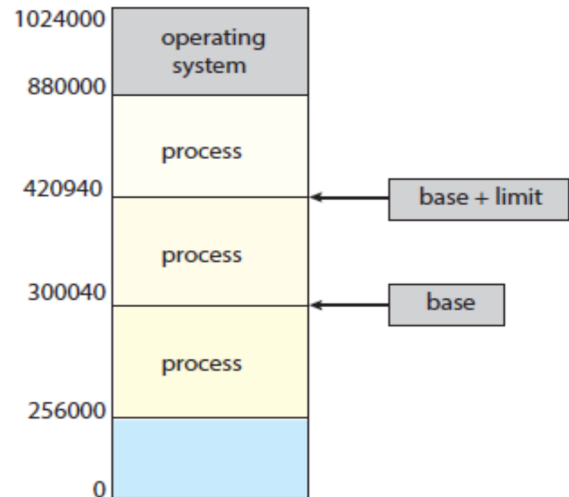 1024000
operating
system
880000
process
420940
base + limit
process
300040
base
process
256000
0